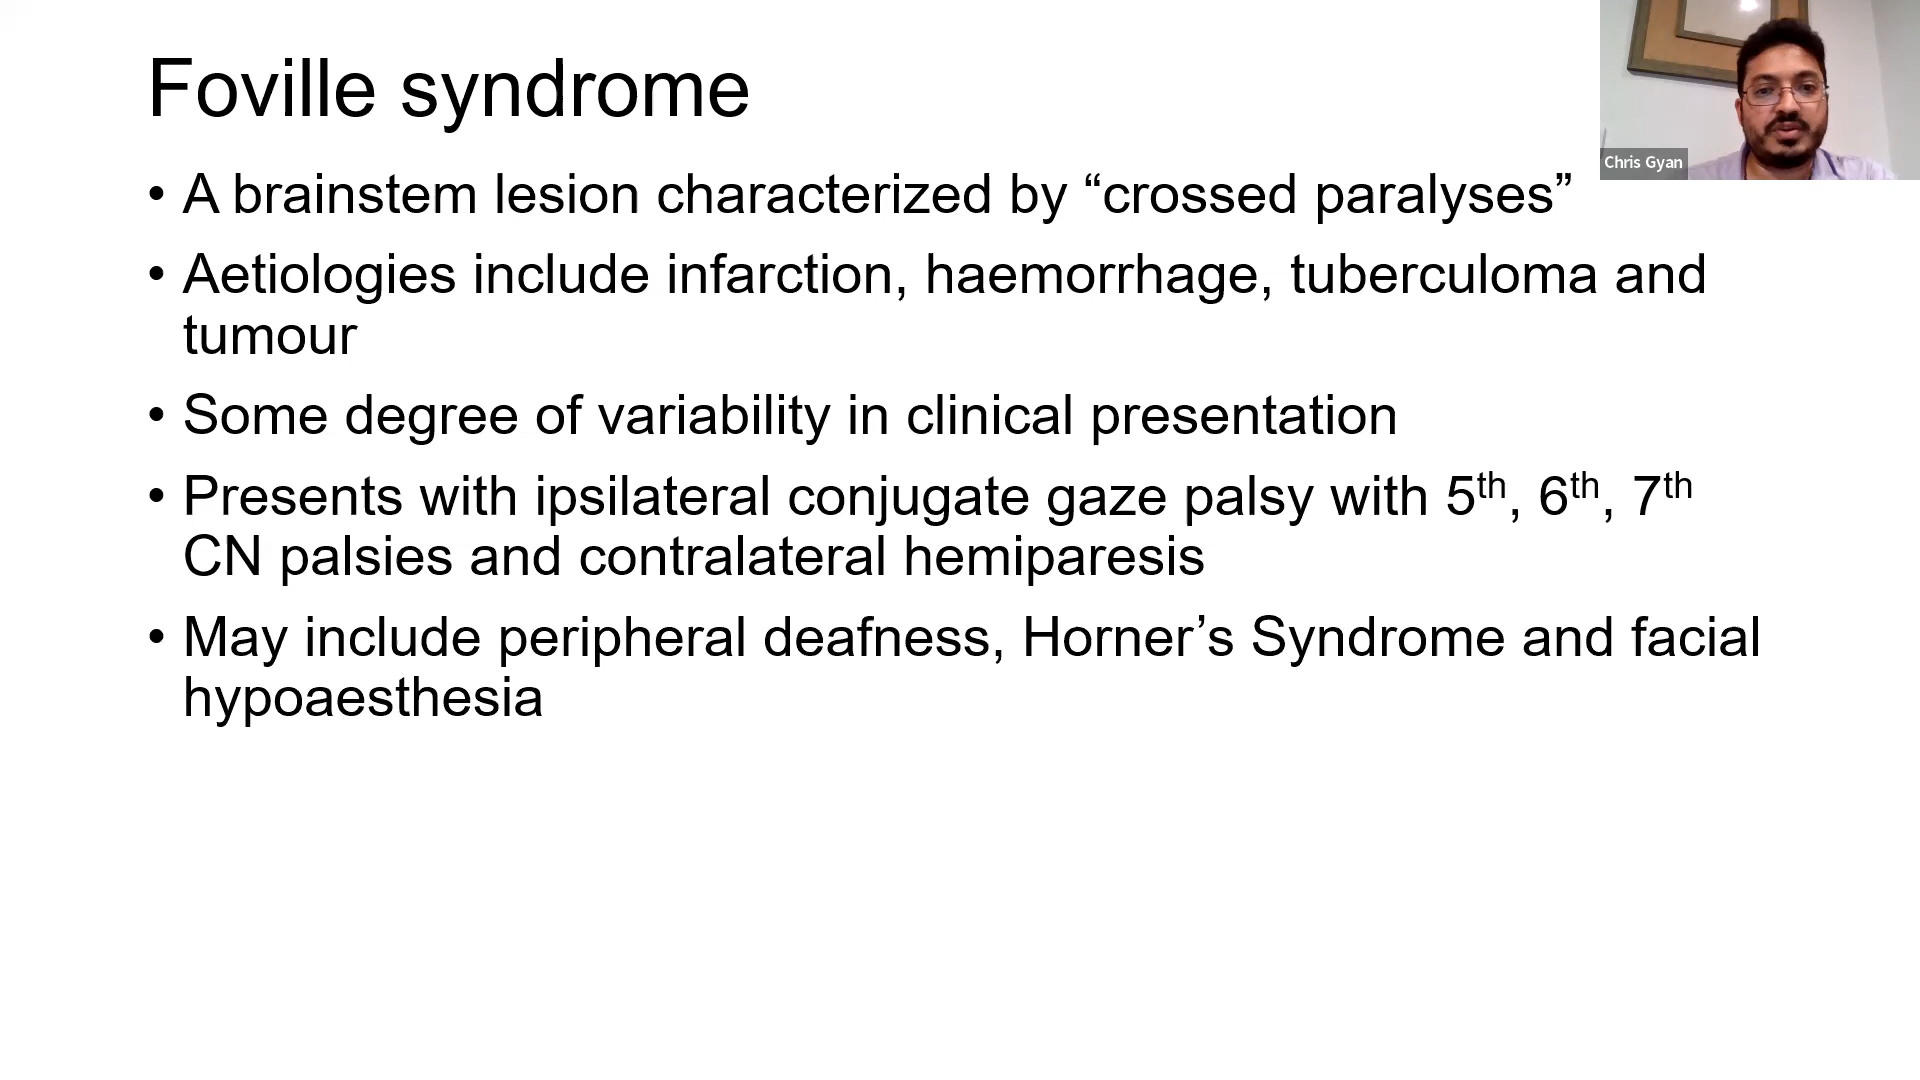 Foville syndrome
• A brainstem lesion characterized by “crossed paralyses”
• Aetiologies include infarction, haemorrhage, tuberculoma and
tumour
• Some degree of variability in clinical presentation
• Presents with ipsilateral conjugate gaze palsy with 5th, 6th, 7th
CN palsies and contralateral hemiparesis
• May include peripheral deafness, Horner’s Syndrome and facial
hypoaesthesia
Chris Gyan